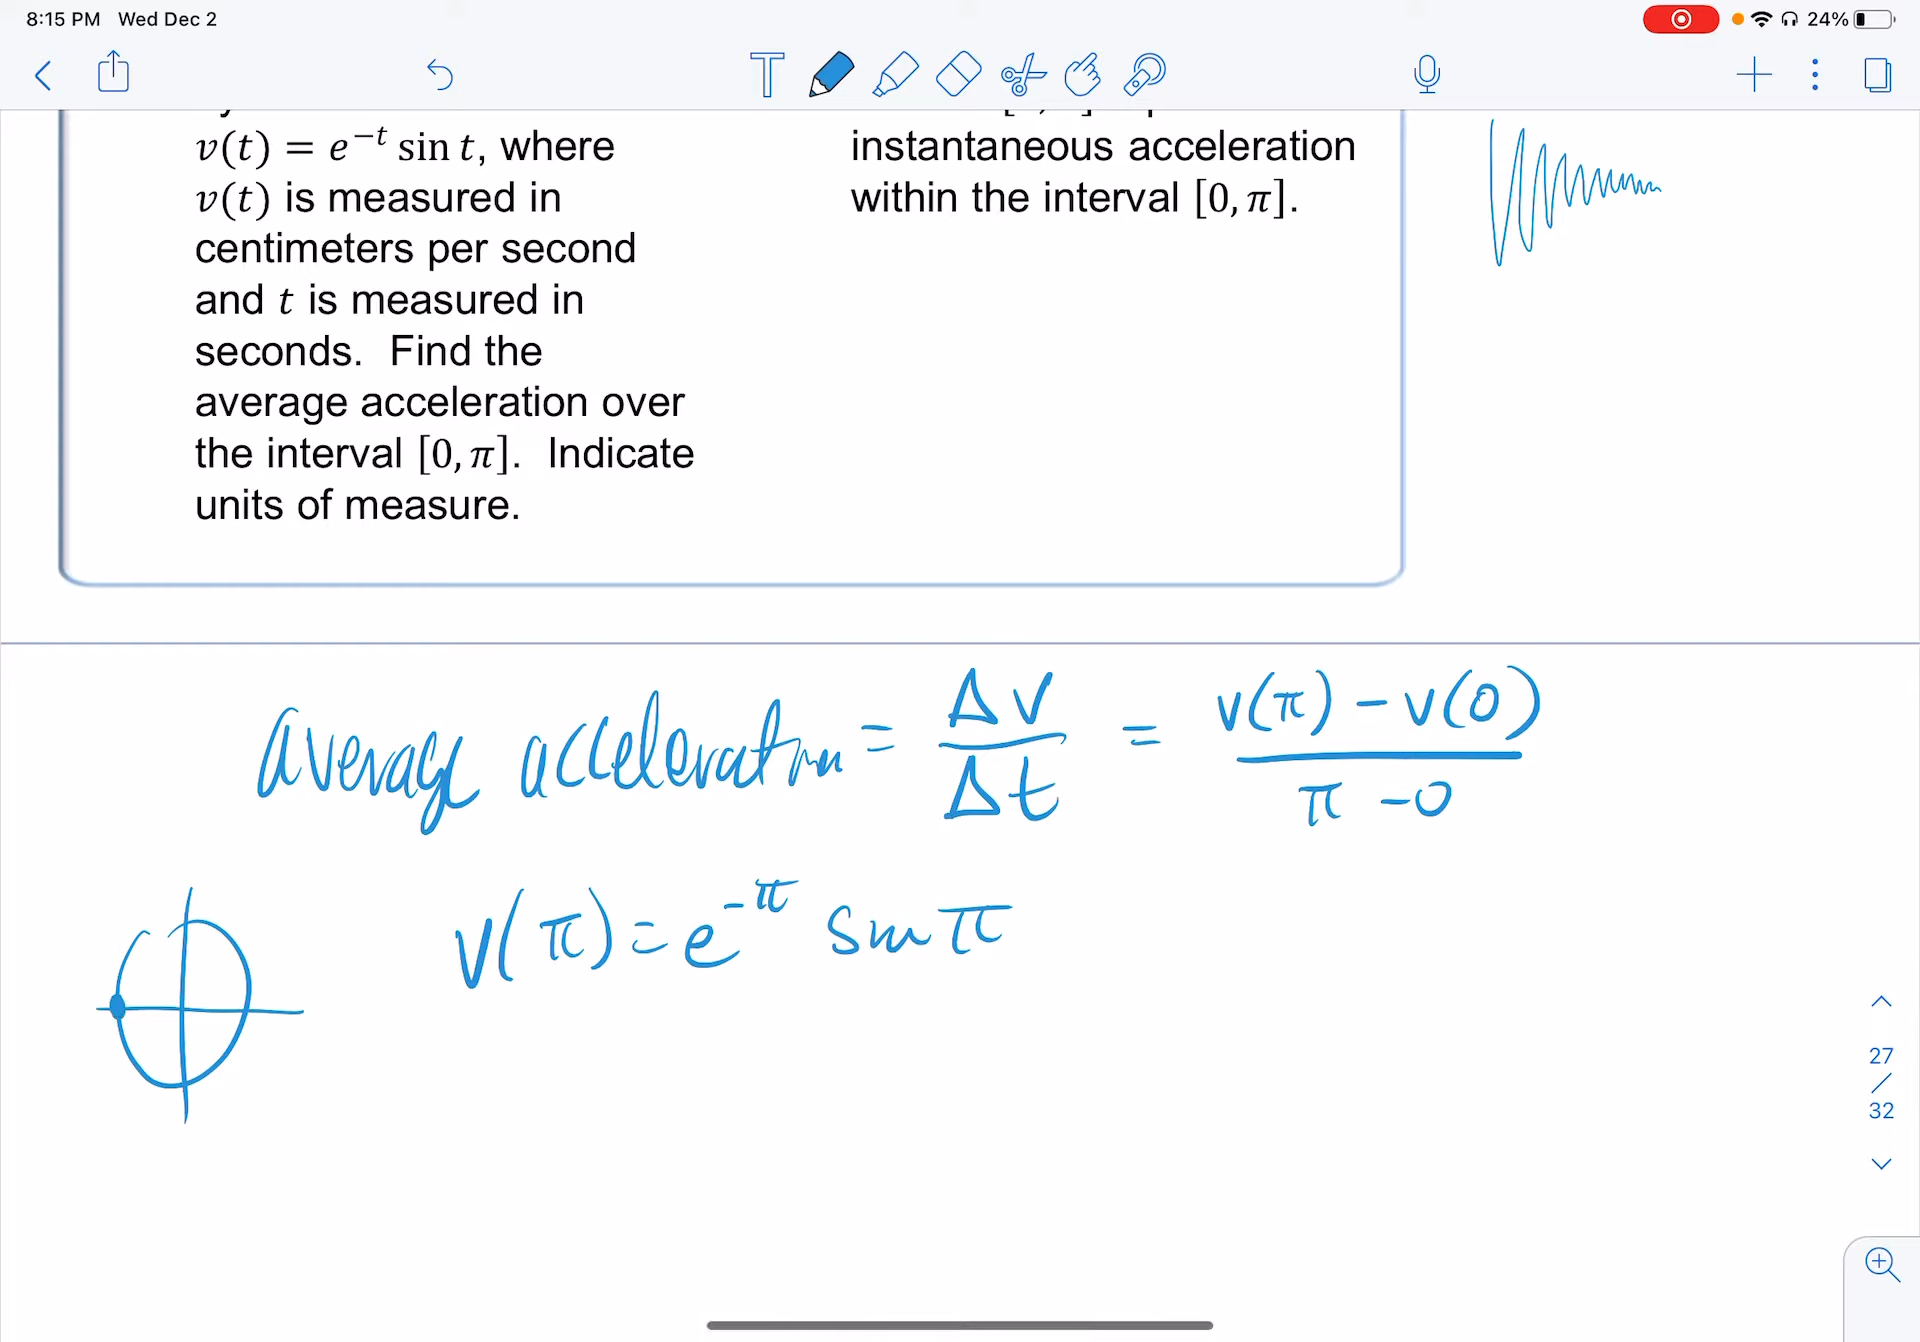 8:15 PM Wed Dec 2
24%
T
v(t) = e^{-t} sin t, where
v(t) is measured in
centimeters per second
and t is measured in
seconds. Find the
average acceleration over
the interval [0, π]. Indicate
units of measure.
instantaneous acceleration
within the interval [0, π].
average acceleration = Δv/Δt = (v(π) - v(0))/(π - 0)
v(π) = e^{-π} sin π
27
/
32